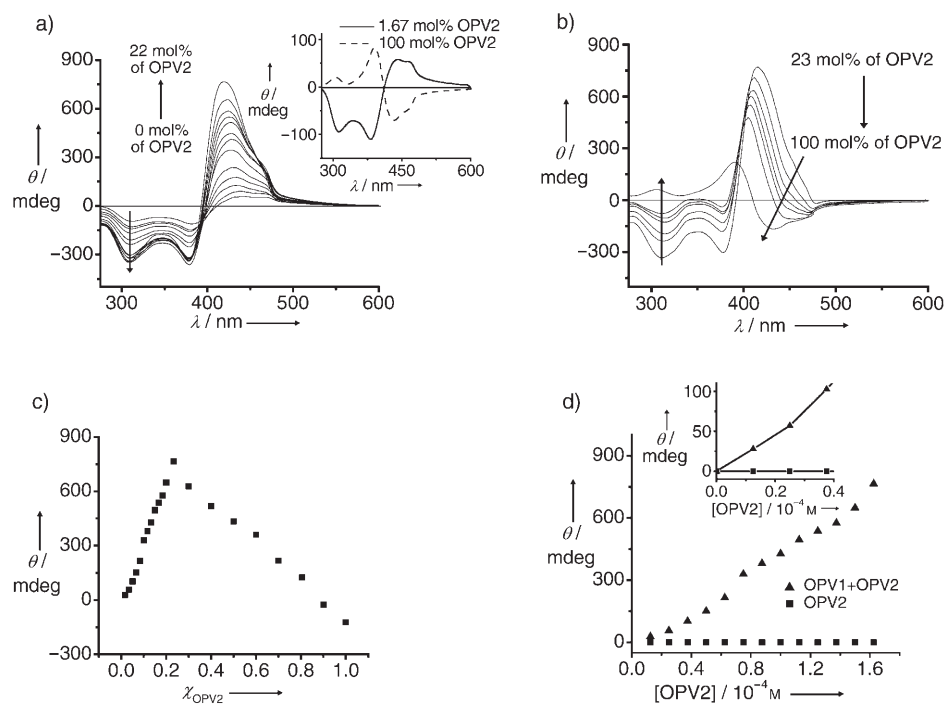 a)
22 mol%
of OPV2
0 mol%
of OPV2
900
600
300
0
−300
θ /
mdeg
300 400 500 600
λ / nm
1.67 mol% OPV2
100 mol% OPV2
θ /
mdeg
100
0
−100
300 450 600
λ / nm
b)
900
600
300
0
−300
θ /
mdeg
23 mol% of OPV2
100 mol% of OPV2
300 400 500 600
λ / nm
c)
900
600
300
0
−300
θ /
mdeg
0.0 0.2 0.4 0.6 0.8 1.0
χOPV2
d)
100
50
0
θ /
mdeg
0.0 0.2 0.4
[OPV2] / 10⁻⁴ M
900
600
300
0
θ /
mdeg
OPV1+OPV2
OPV2
0.0 0.4 0.8 1.2 1.6
[OPV2] / 10⁻⁴ M